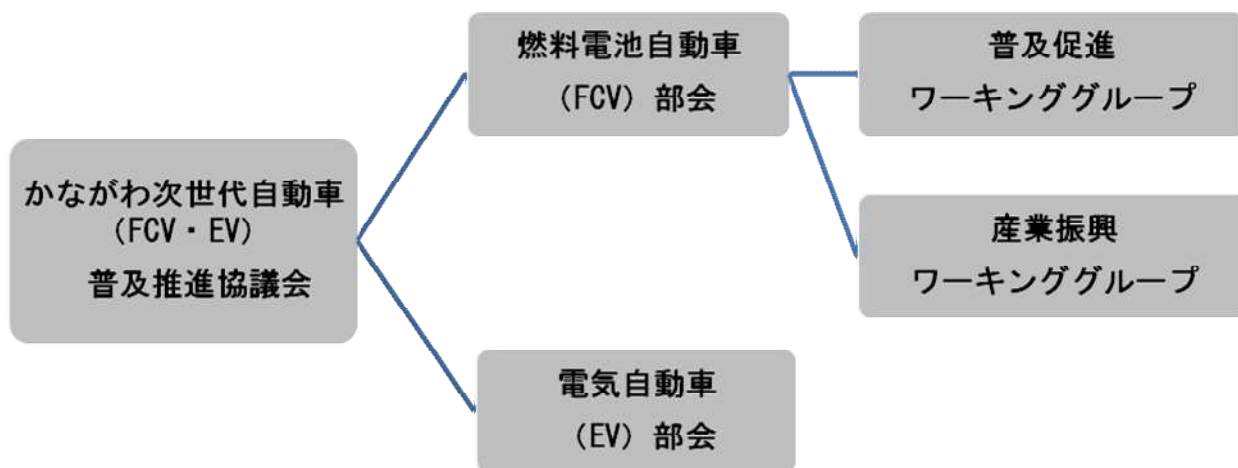 かながわ次世代自動車
(FCV・EV)
普及推進協議会
燃料電池自動車
(FCV) 部会
普及促進
ワーキンググループ
産業振興
ワーキンググループ
電気自動車
(EV) 部会